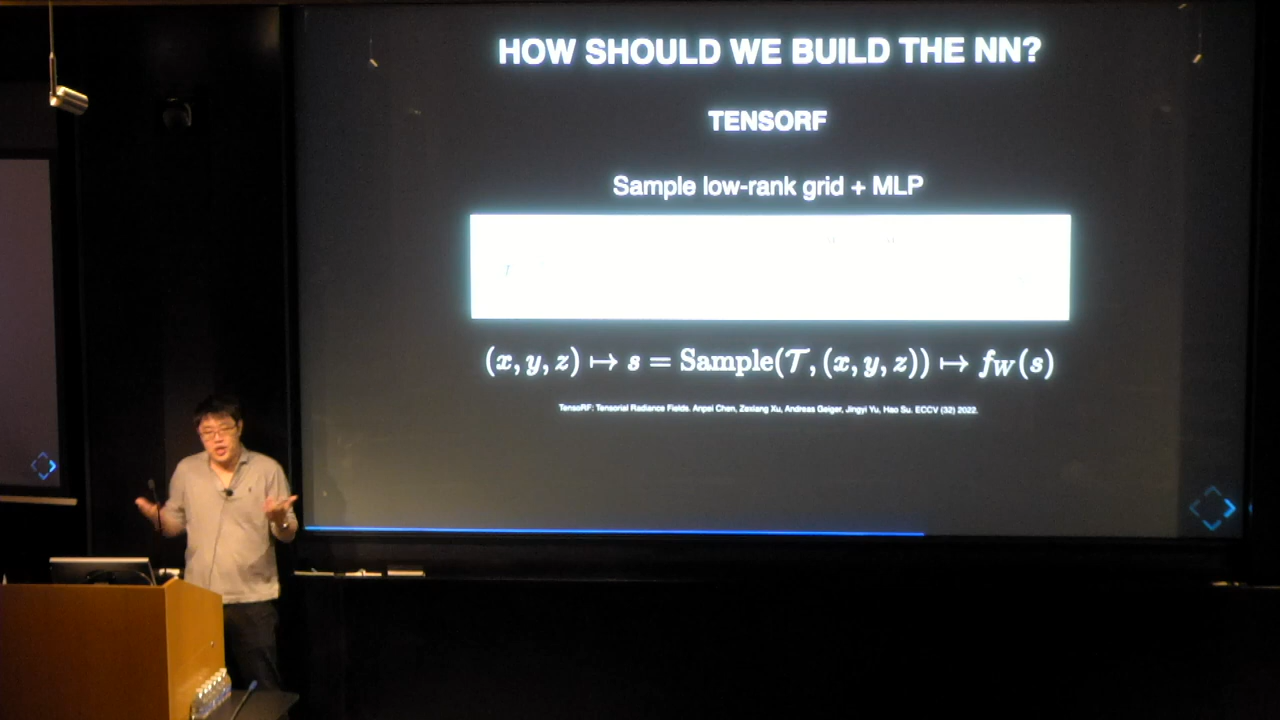 HOW SHOULD WE BUILD THE NN?
TENSORF
Sample low-rank grid + MLP
(x, y, z) ↦ s = Sample(𝒯, (x, y, z)) ↦ f_W(s)
TensoRF: Tensorial Radiance Fields. Anpei Chen, Zexiang Xu, Andreas Geiger, Jingyi Yu, Hao Su. ECCV (32) 2022.